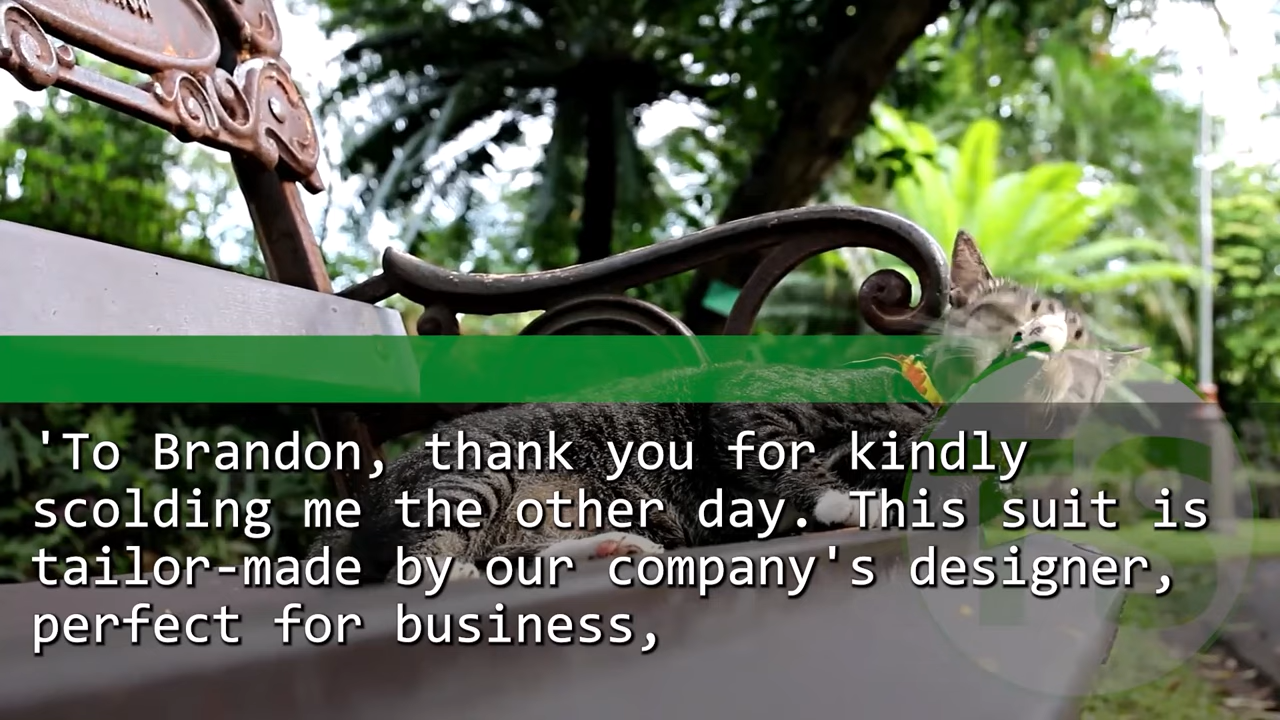 'To Brandon, thank you for kindly
scolding me the other day. This suit is
tailor-made by our company's designer,
perfect for business,